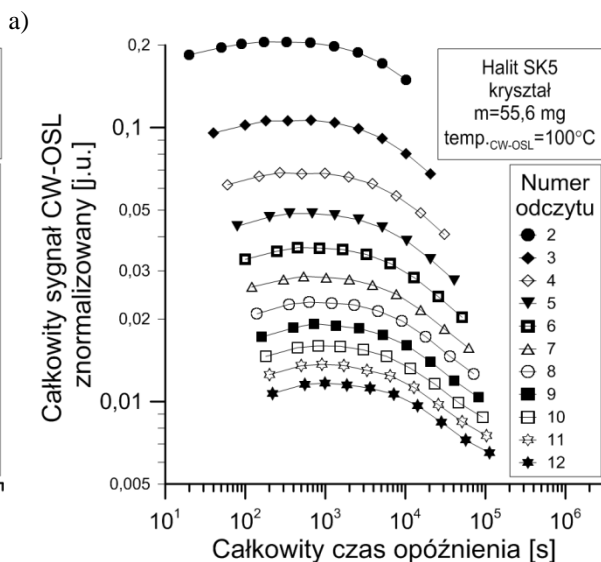 a)
0,2
0,1
0,05
0,03
0,02
0,01
0,005
Całkowity sygnał CW-OSL
znormalizowany [j.u.]
Halit SK5
kryształ
m=55,6 mg
temp.CW-OSL=100°C
Numer
odczytu
2
3
4
5
6
7
8
9
10
11
12
10¹ 10² 10³ 10⁴ 10⁵ 10⁶
Całkowity czas opóźnienia [s]